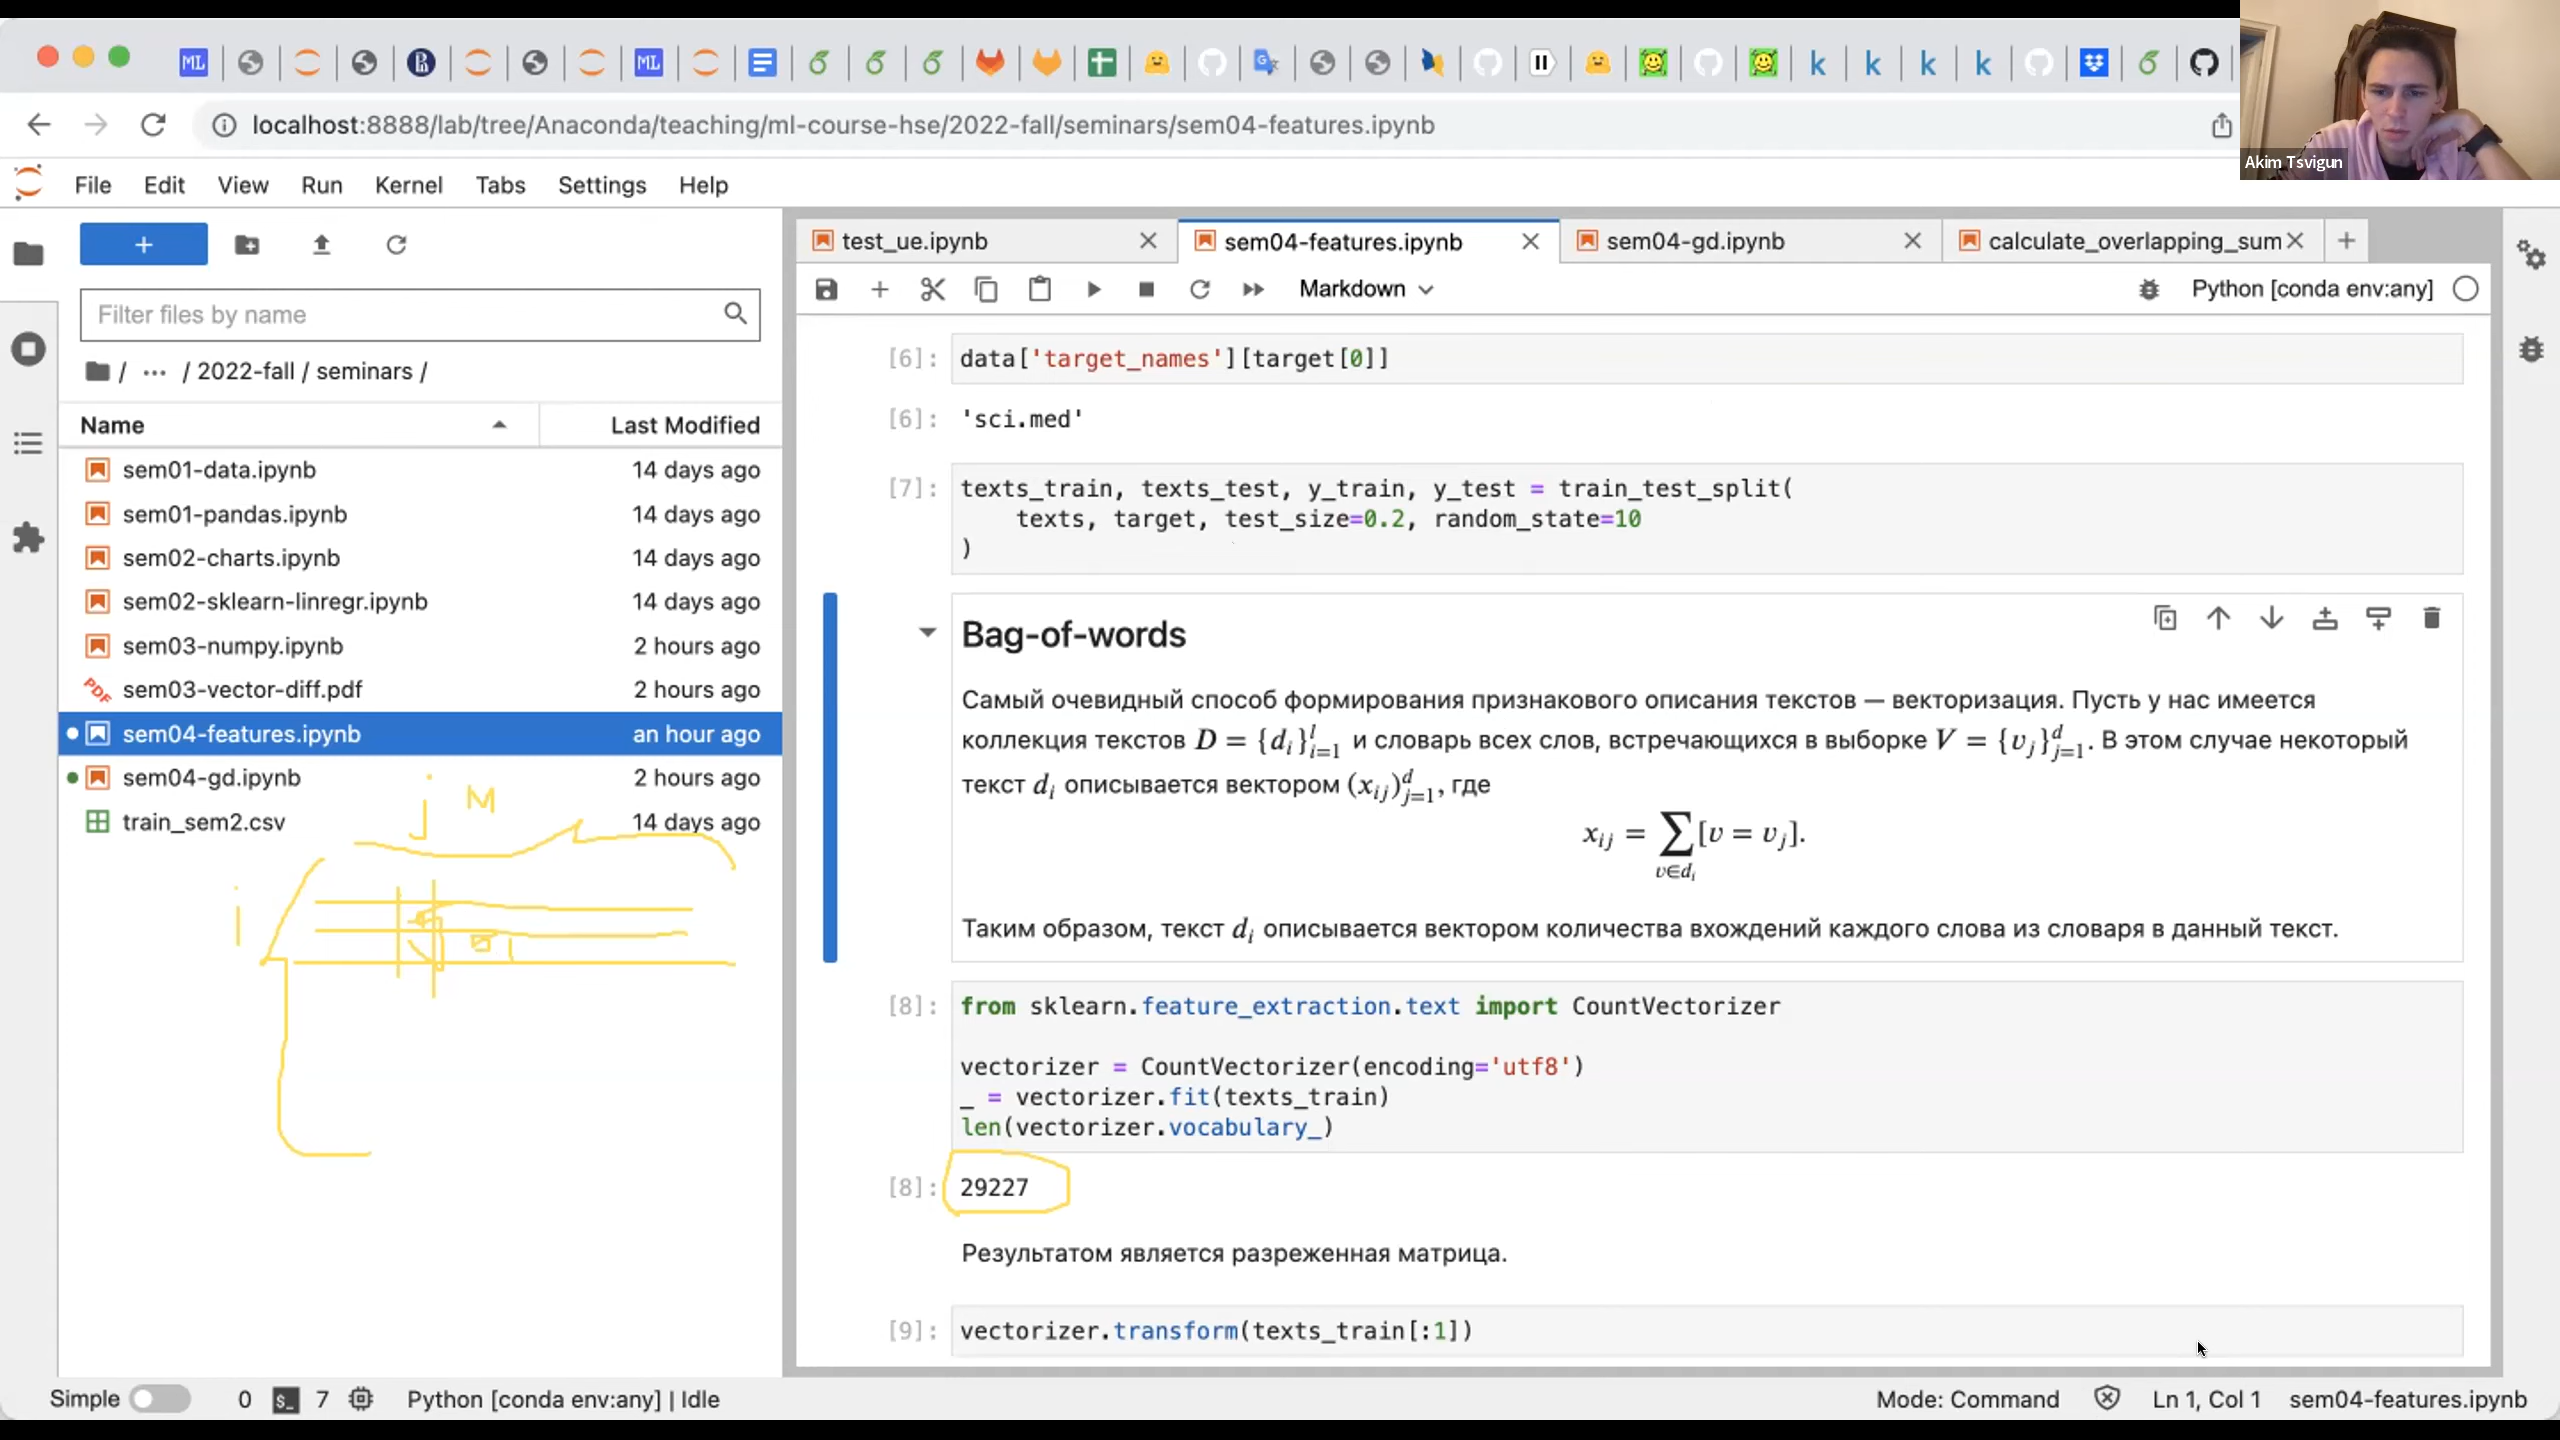 ML
ML
localhost:8888/lab/tree/Anaconda/teaching/ml-course-hse/2022-fall/seminars/sem04-features.ipynb
Akim Tsvigun
File Edit View Run Kernel Tabs Settings Help
+
Filter files by name
/ ··· / 2022-fall / seminars /
Name Last Modified
sem01-data.ipynb 14 days ago
sem01-pandas.ipynb 14 days ago
sem02-charts.ipynb 14 days ago
sem02-sklearn-linregr.ipynb 14 days ago
sem03-numpy.ipynb 2 hours ago
PDF sem03-vector-diff.pdf 2 hours ago
sem04-features.ipynb an hour ago
sem04-gd.ipynb 2 hours ago
train_sem2.csv 14 days ago
j M
i
test_ue.ipynb sem04-features.ipynb sem04-gd.ipynb calculate_overlapping_sum
Markdown Python [conda env:any]
[6]: data['target_names'][target[0]]
[6]: 'sci.med'
[7]: texts_train, texts_test, y_train, y_test = train_test_split(
texts, target, test_size=0.2, random_state=10
)
Bag-of-words
Самый очевидный способ формирования признакового описания текстов — векторизация. Пусть у нас имеется
коллекция текстов D = {d_i}_{i=1}^l и словарь всех слов, встречающихся в выборке V = {v_j}_{j=1}^d. В этом случае некоторый
текст d_i описывается вектором (x_{ij})_{j=1}^d, где
x_{ij} = ∑_{v∈d_i} [v = v_j].
Таким образом, текст d_i описывается вектором количества вхождений каждого слова из словаря в данный текст.
[8]: from sklearn.feature_extraction.text import CountVectorizer
vectorizer = CountVectorizer(encoding='utf8')
_ = vectorizer.fit(texts_train)
len(vectorizer.vocabulary_)
[8]: 29227
Результатом является разреженная матрица.
[9]: vectorizer.transform(texts_train[:1])
Simple 0 7 Python [conda env:any] | Idle Mode: Command Ln 1, Col 1 sem04-features.ipynb